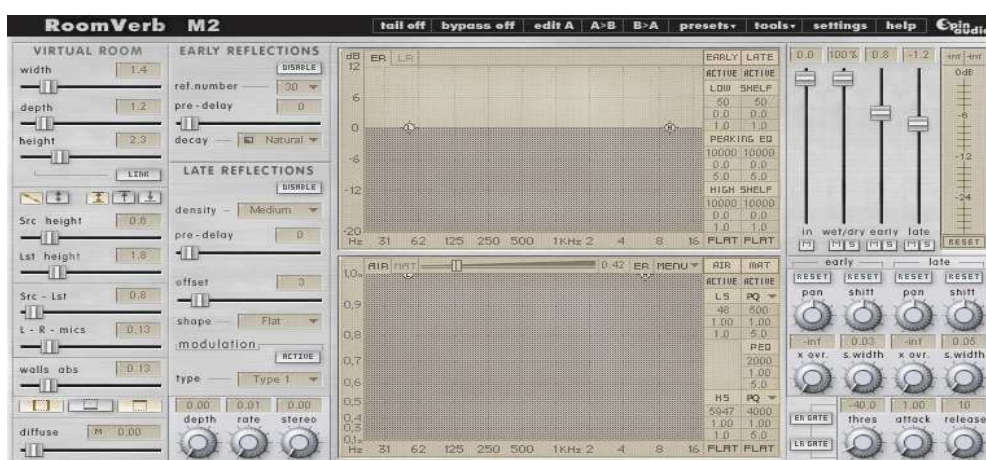 RoomVerb M2
tail off bypass off edit A A>B B>A presets tools settings help Spin audio
VIRTUAL ROOM
width 1.4
depth 1.2
height 2.3
LINK
Src height 0.6
Lst height 1.8
Src - Lst 0.8
L - R - mics 0.13
walls abs 0.13
diffuse M 0.00
EARLY REFLECTIONS
DISABLE
ref.number 30
pre-delay 0
decay Natural
LATE REFLECTIONS
DISABLE
density Medium
pre-delay 0
offset 3
shape Flat
modulation
ACTIVE
type Type 1
0.00 0.01 0.00
depth rate stereo
dB ER LR
12
6
0 L H
-6
-12
-20
Hz 31 62 125 250 500 1KHz 2 4 8 16
EARLY LATE
ACTIVE ACTIVE
LOW SHELF
50 50
0.0 0.0
1.0 1.0
PEAKING EQ
10000 10000
0.0 0.0
5.0 5.0
HIGH SHELF
10000 10000
0.0 0.0
1.0 1.0
FLAT FLAT
AIR MAT 0.42 ER MENU
1,0
0,9
0,8
0,7
0,6
0,5
0,4
0,3
0,1
Hz 31 62 125 250 500 1KHz 2 4 8 16
AIR MAT
ACTIVE ACTIVE
LS PQ
48 500
1.00 1.00
1.0 5.0
PEQ
2000
1.00
5.0
HS PQ
5947 4000
1.00 1.00
1.0 5.0
FLAT FLAT
0.0 100% 0.8 -1.2 -inf -inf
0dB
-6
-12
-24
in wet/dry early late
M M S M S RESET
early late
RESET RESET RESET RESET
pan shift pan shift
-inf 0.03 -inf 0.05
x ovr. s.width x ovr. s.width
-40.0 1.00 10
ER GATE thres attack release
LR GATE